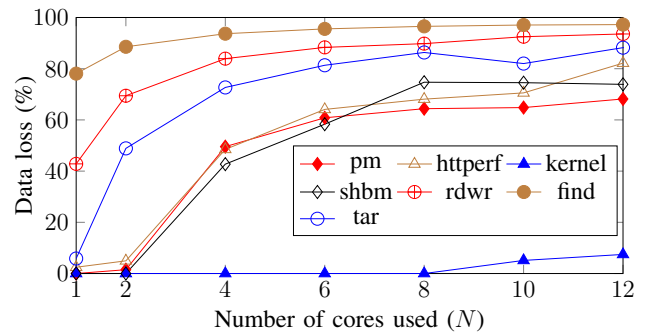 100
80
60
40
20
0
Data loss (%)
pm httperf kernel
shbm rdwr find
tar
1 2 4 6 8 10 12
Number of cores used (N)